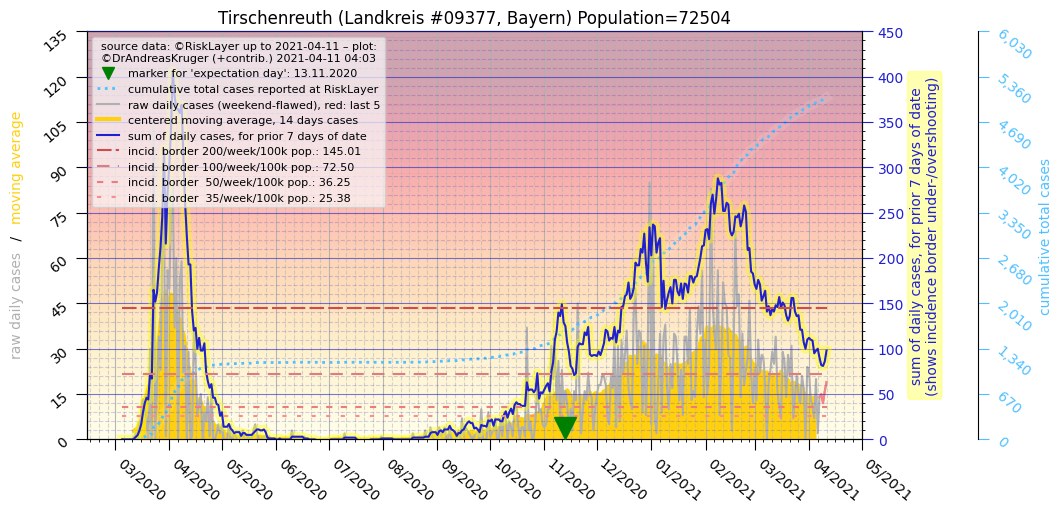 Tirschenreuth (Landkreis #09377, Bayern) Population=72504
source data: ©RiskLayer up to 2021-04-11 – plot:
©DrAndreasKruger (+contrib.) 2021-04-11 04:03
marker for 'expectation day': 13.11.2020
cumulative total cases reported at RiskLayer
raw daily cases (weekend-flawed), red: last 5
centered moving average, 14 days cases
sum of daily cases, for prior 7 days of date
incid. border 200/week/100k pop.: 145.01
incid. border 100/week/100k pop.: 72.50
incid. border  50/week/100k pop.: 36.25
incid. border  35/week/100k pop.: 25.38
raw daily cases / moving average
135
120
105
90
75
60
45
30
15
0
03/2020
04/2020
05/2020
06/2020
07/2020
08/2020
09/2020
10/2020
11/2020
12/2020
01/2021
02/2021
03/2021
04/2021
05/2021
450
400
350
300
250
200
150
100
50
0
sum of daily cases, for prior 7 days of date
(shows incidence border under-/overshooting)
6,030
5,360
4,690
4,020
3,350
2,680
2,010
1,340
670
0
cumulative total cases